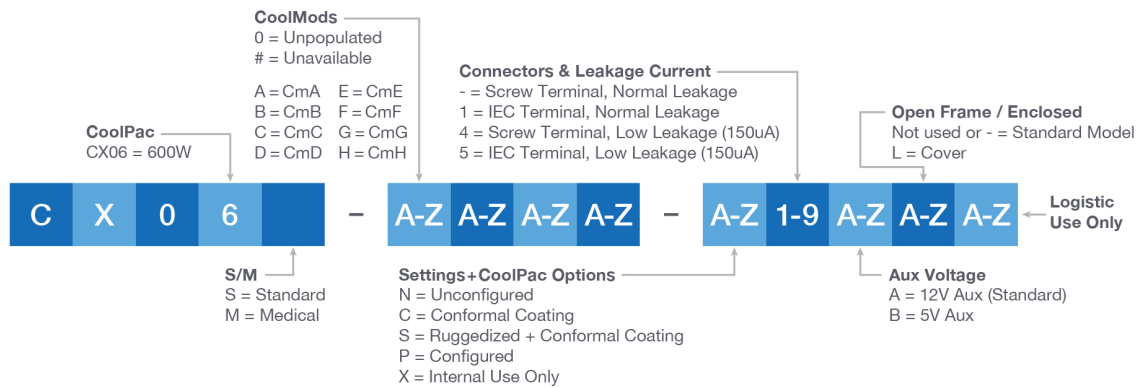 CoolMods
0 = Unpopulated
# = Unavailable
A = CmA E = CmE
B = CmB F = CmF
C = CmC G = CmG
D = CmD H = CmH
Connectors & Leakage Current
- = Screw Terminal, Normal Leakage
1 = IEC Terminal, Normal Leakage
4 = Screw Terminal, Low Leakage (150uA)
5 = IEC Terminal, Low Leakage (150uA)
Open Frame / Enclosed
Not used or - = Standard Model
L = Cover
CoolPac
CX06 = 600W
C X 0 6 – A-Z A-Z A-Z A-Z – A-Z 1-9 A-Z A-Z A-Z
Logistic
Use Only
S/M
S = Standard
M = Medical
Settings+CoolPac Options
N = Unconfigured
C = Conformal Coating
S = Ruggedized + Conformal Coating
P = Configured
X = Internal Use Only
Aux Voltage
A = 12V Aux (Standard)
B = 5V Aux